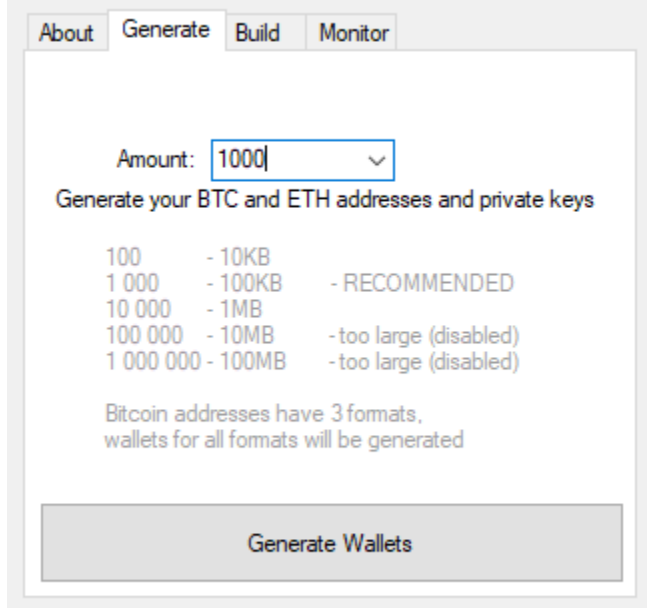 About Generate Build Monitor
Amount: 1000
Generate your BTC and ETH addresses and private keys
100 - 10KB
1 000 - 100KB - RECOMMENDED
10 000 - 1MB
100 000 - 10MB - too large (disabled)
1 000 000 - 100MB - too large (disabled)
Bitcoin addresses have 3 formats,
wallets for all formats will be generated
Generate Wallets